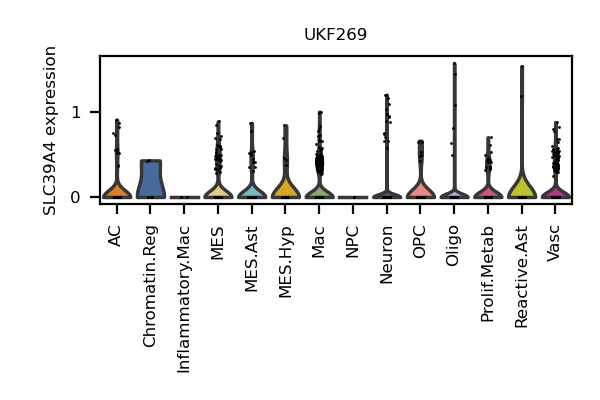 UKF269
SLC39A4 expression
1
0
AC
Chromatin.Reg
Inflammatory.Mac
MES
MES.Ast
MES.Hyp
Mac
NPC
Neuron
OPC
Oligo
Prolif.Metab
Reactive.Ast
Vasc